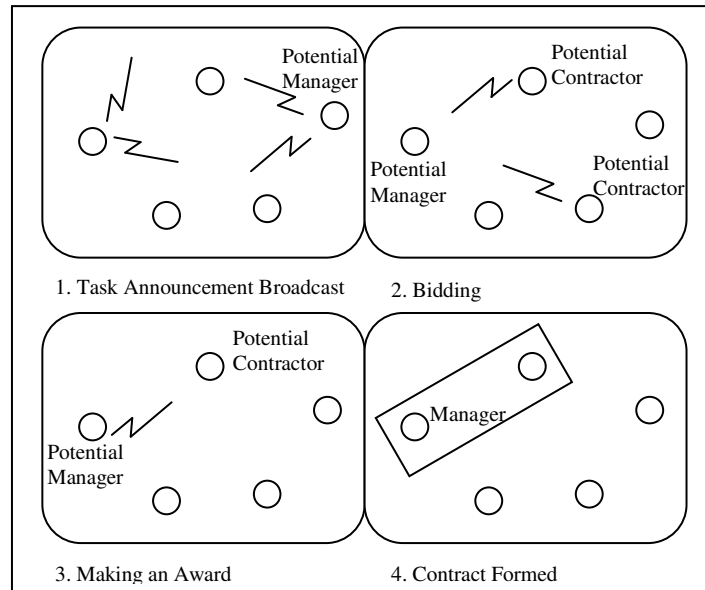 Potential
Manager
1. Task Announcement Broadcast
Potential
Contractor
Potential
Manager
Potential
Contractor
2. Bidding
Potential
Contractor
Potential
Manager
3. Making an Award
Manager
4. Contract Formed